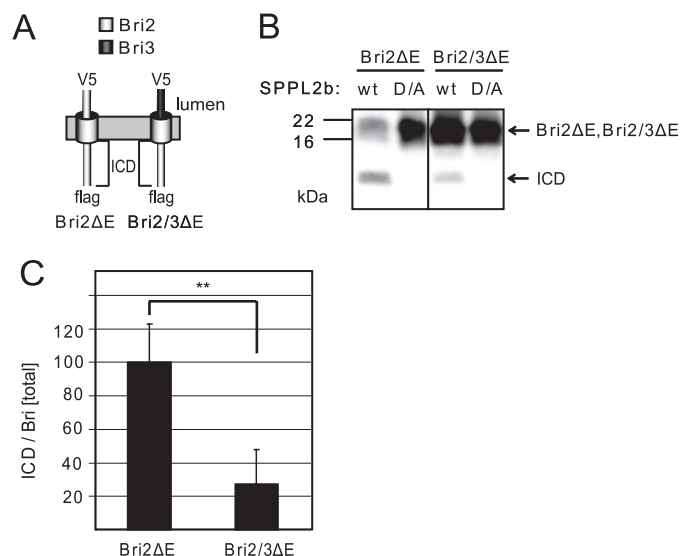 A
Bri2
Bri3
V5 V5
lumen
ICD
flag flag
Bri2ΔE Bri2/3ΔE
B
Bri2ΔE Bri2/3ΔE
SPPL2b: wt D/A wt D/A
22
16
Bri2ΔE,Bri2/3ΔE
ICD
kDa
C
**
ICD / Bri [total]
120
100
80
60
40
20
Bri2ΔE Bri2/3ΔE